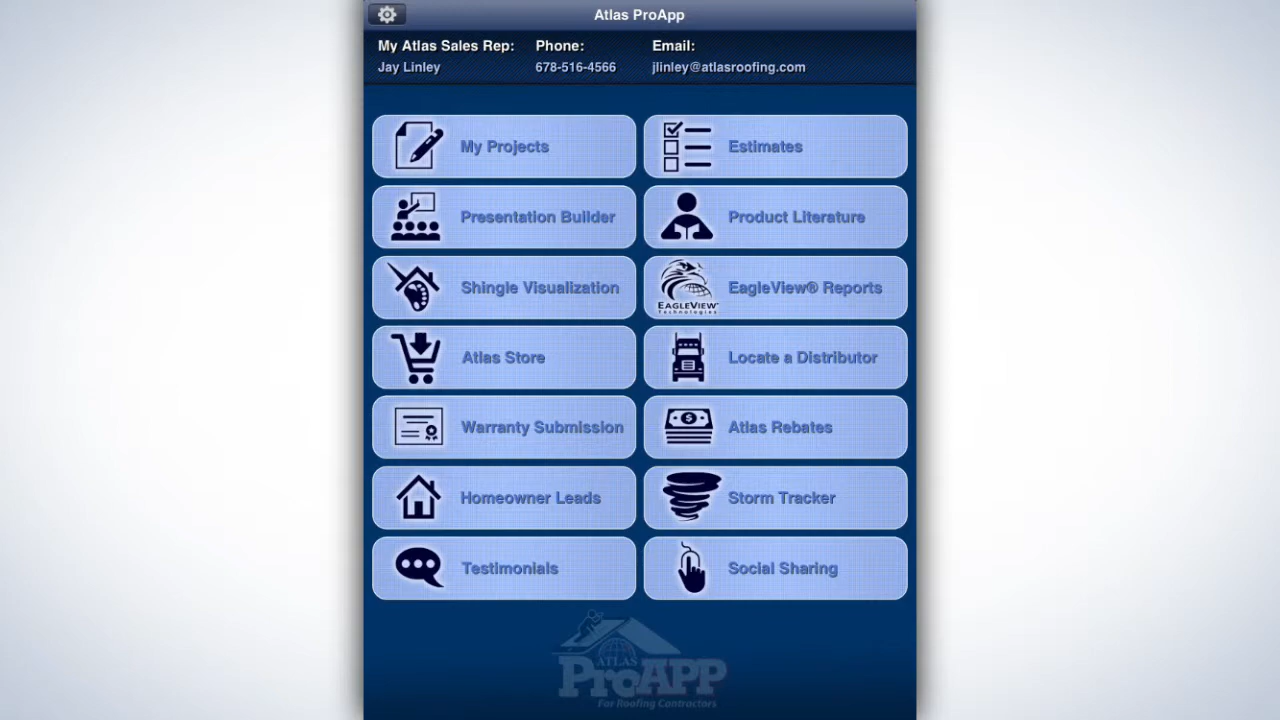 Atlas ProApp
My Atlas Sales Rep: Phone: Email:
Jay Linley 678-516-4566 jlinley@atlasroofing.com
My Projects Estimates
Presentation Builder Product Literature
Shingle Visualization EagleView® Reports
EAGLEVIEW
Technologies
Atlas Store Locate a Distributor
Warranty Submission Atlas Rebates
Homeowner Leads Storm Tracker
Testimonials Social Sharing
ATLAS
PROAPP
For Roofing Contractors